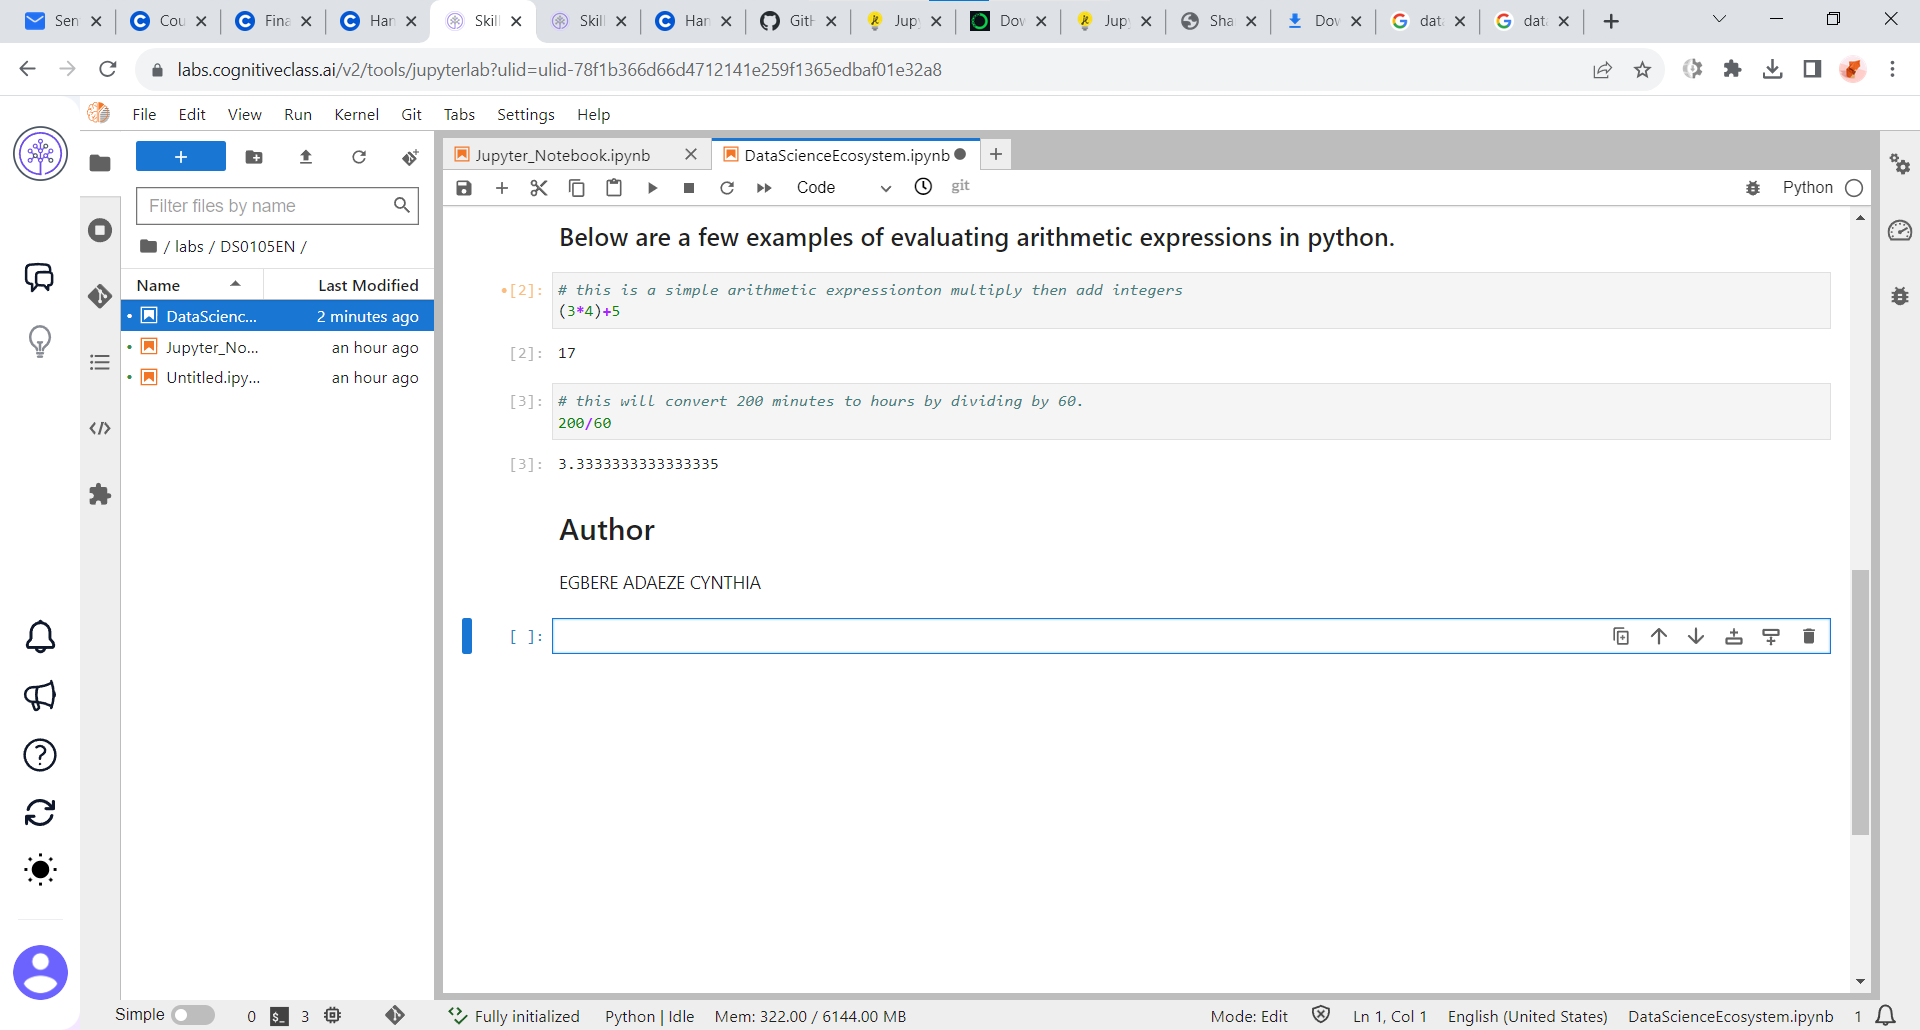 Sen
Cou
Fina
Han
Skill
Skill
Han
GitH
Jupy
Dow
Jupy
Sha
Dow
data
data
labs.cognitiveclass.ai/v2/tools/jupyterlab?ulid=ulid-78f1b366d66d4712141e259f1365edbaf01e32a8
File Edit View Run Kernel Git Tabs Settings Help
Jupyter_Notebook.ipynb
DataScienceEcosystem.ipynb
Code
git
Python
Filter files by name
/ labs / DS0105EN /
Name Last Modified
DataScienc... 2 minutes ago
Jupyter_No... an hour ago
Untitled.ipy... an hour ago
Below are a few examples of evaluating arithmetic expressions in python.
[2]: # this is a simple arithmetic expressionton multiply then add integers
(3*4)+5
[2]: 17
[3]: # this will convert 200 minutes to hours by dividing by 60.
200/60
[3]: 3.3333333333333335
Author
EGBERE ADAEZE CYNTHIA
[ ]:
Simple 0 $_ 3 Fully initialized Python | Idle Mem: 322.00 / 6144.00 MB Mode: Edit Ln 1, Col 1 English (United States) DataScienceEcosystem.ipynb 1